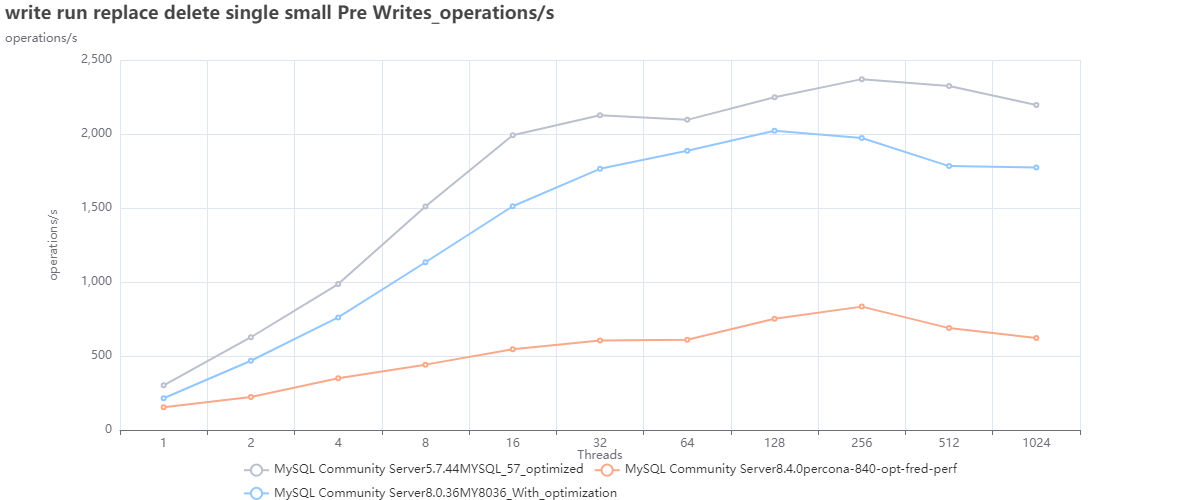 write run replace delete single small Pre Writes_operations/s
operations/s
2,500
2,000
1,500
1,000
500
0
operations/s
1 2 4 8 16 32 64 128 256 512 1024
Threads
MySQL Community Server5.7.44MYSQL_57_optimized MySQL Community Server8.4.0percona-840-opt-fred-perf
MySQL Community Server8.0.36MY8036_With_optimization